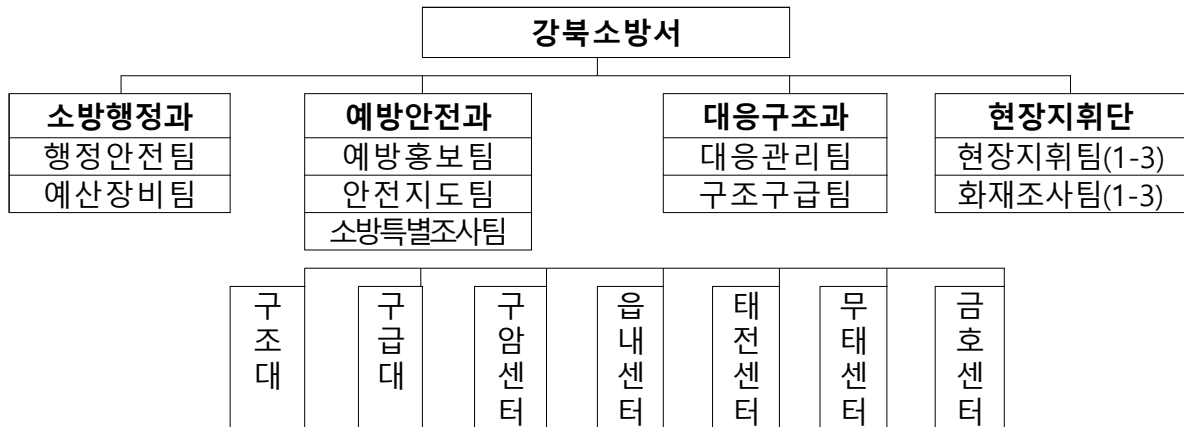 강북소방서
소방행정과
행정안전팀
예산장비팀
예방안전과
예방홍보팀
안전지도팀
소방특별조사팀
대응구조과
대응관리팀
구조구급팀
현장지휘단
현장지휘팀(1-3)
화재조사팀(1-3)
구조대
구급대
구암센터
읍내센터
태전센터
무태센터
금호센터